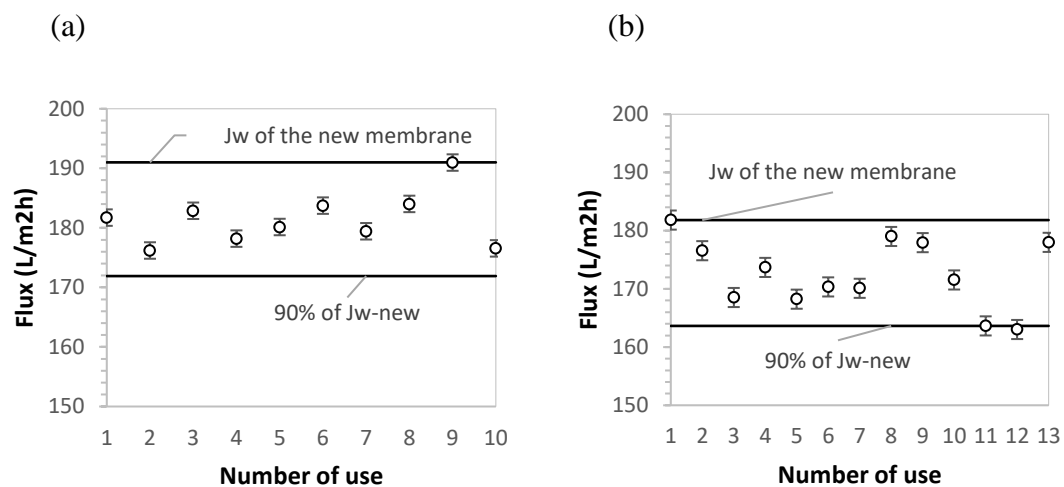 (a)
200
190
180
170
160
150
Flux (L/m2h)
Jw of the new membrane
90% of Jw-new
1 2 3 4 5 6 7 8 9 10
Number of use
(b)
200
190
180
170
160
150
Flux (L/m2h)
Jw of the new membrane
90% of Jw-new
1 2 3 4 5 6 7 8 9 10 11 12 13
Number of use